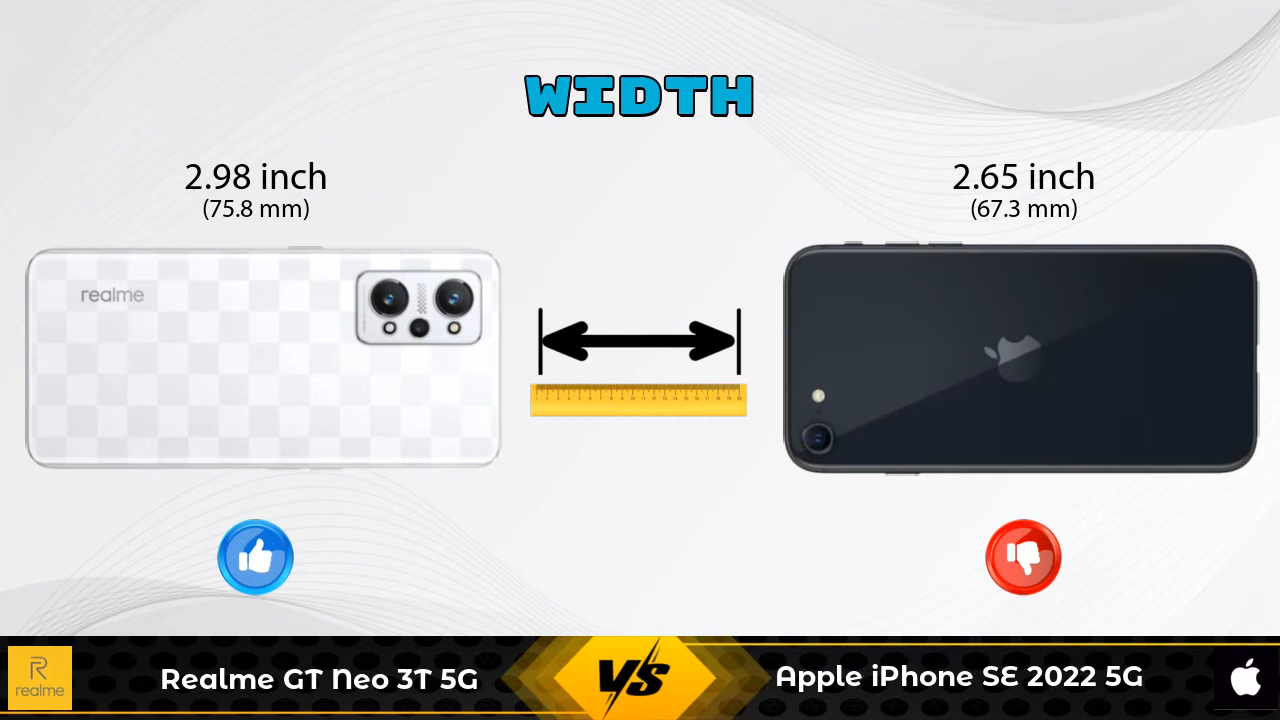 WIDTH
2.98 inch
(75.8 mm)
2.65 inch
(67.3 mm)
realme
Realme GT Neo 3T 5G
VS
Apple iPhone SE 2022 5G
R
realme